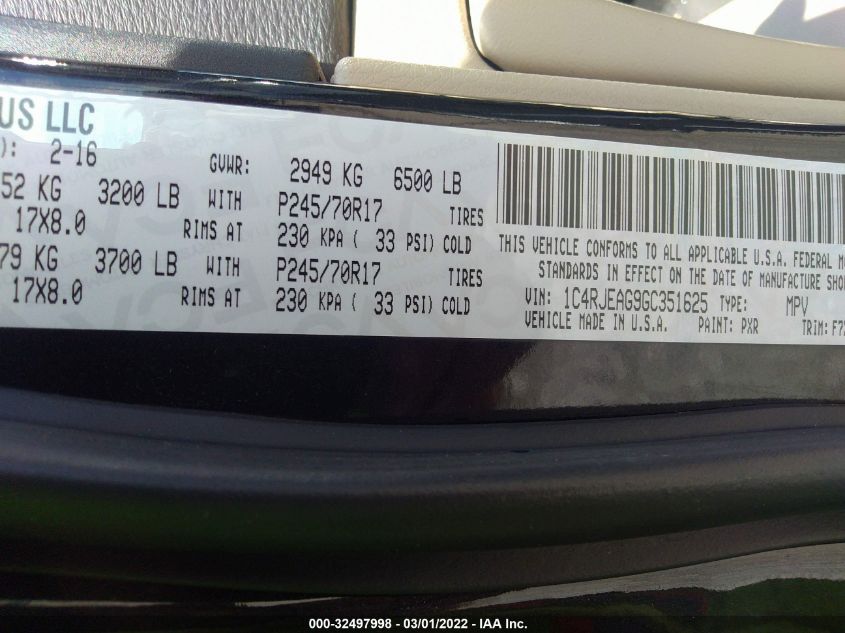 US LLC
): 2-16
GVWR: 2949 KG 6500 LB
52 KG 3200 LB WITH P245/70R17 TIRES
17X8.0 RIMS AT 230 KPA ( 33 PSI) COLD
79 KG 3700 LB WITH P245/70R17 TIRES
17X8.0 RIMS AT 230 KPA ( 33 PSI) COLD
THIS VEHICLE CONFORMS TO ALL APPLICABLE U.S.A. FEDERAL MO
STANDARDS IN EFFECT ON THE DATE OF MANUFACTURE SHO
VIN: 1C4RJEAG9GC351625 TYPE: MPV
VEHICLE MADE IN U.S.A. PAINT: PXR TRIM: F7
000-32497998 - 03/01/2022 - IAA Inc.